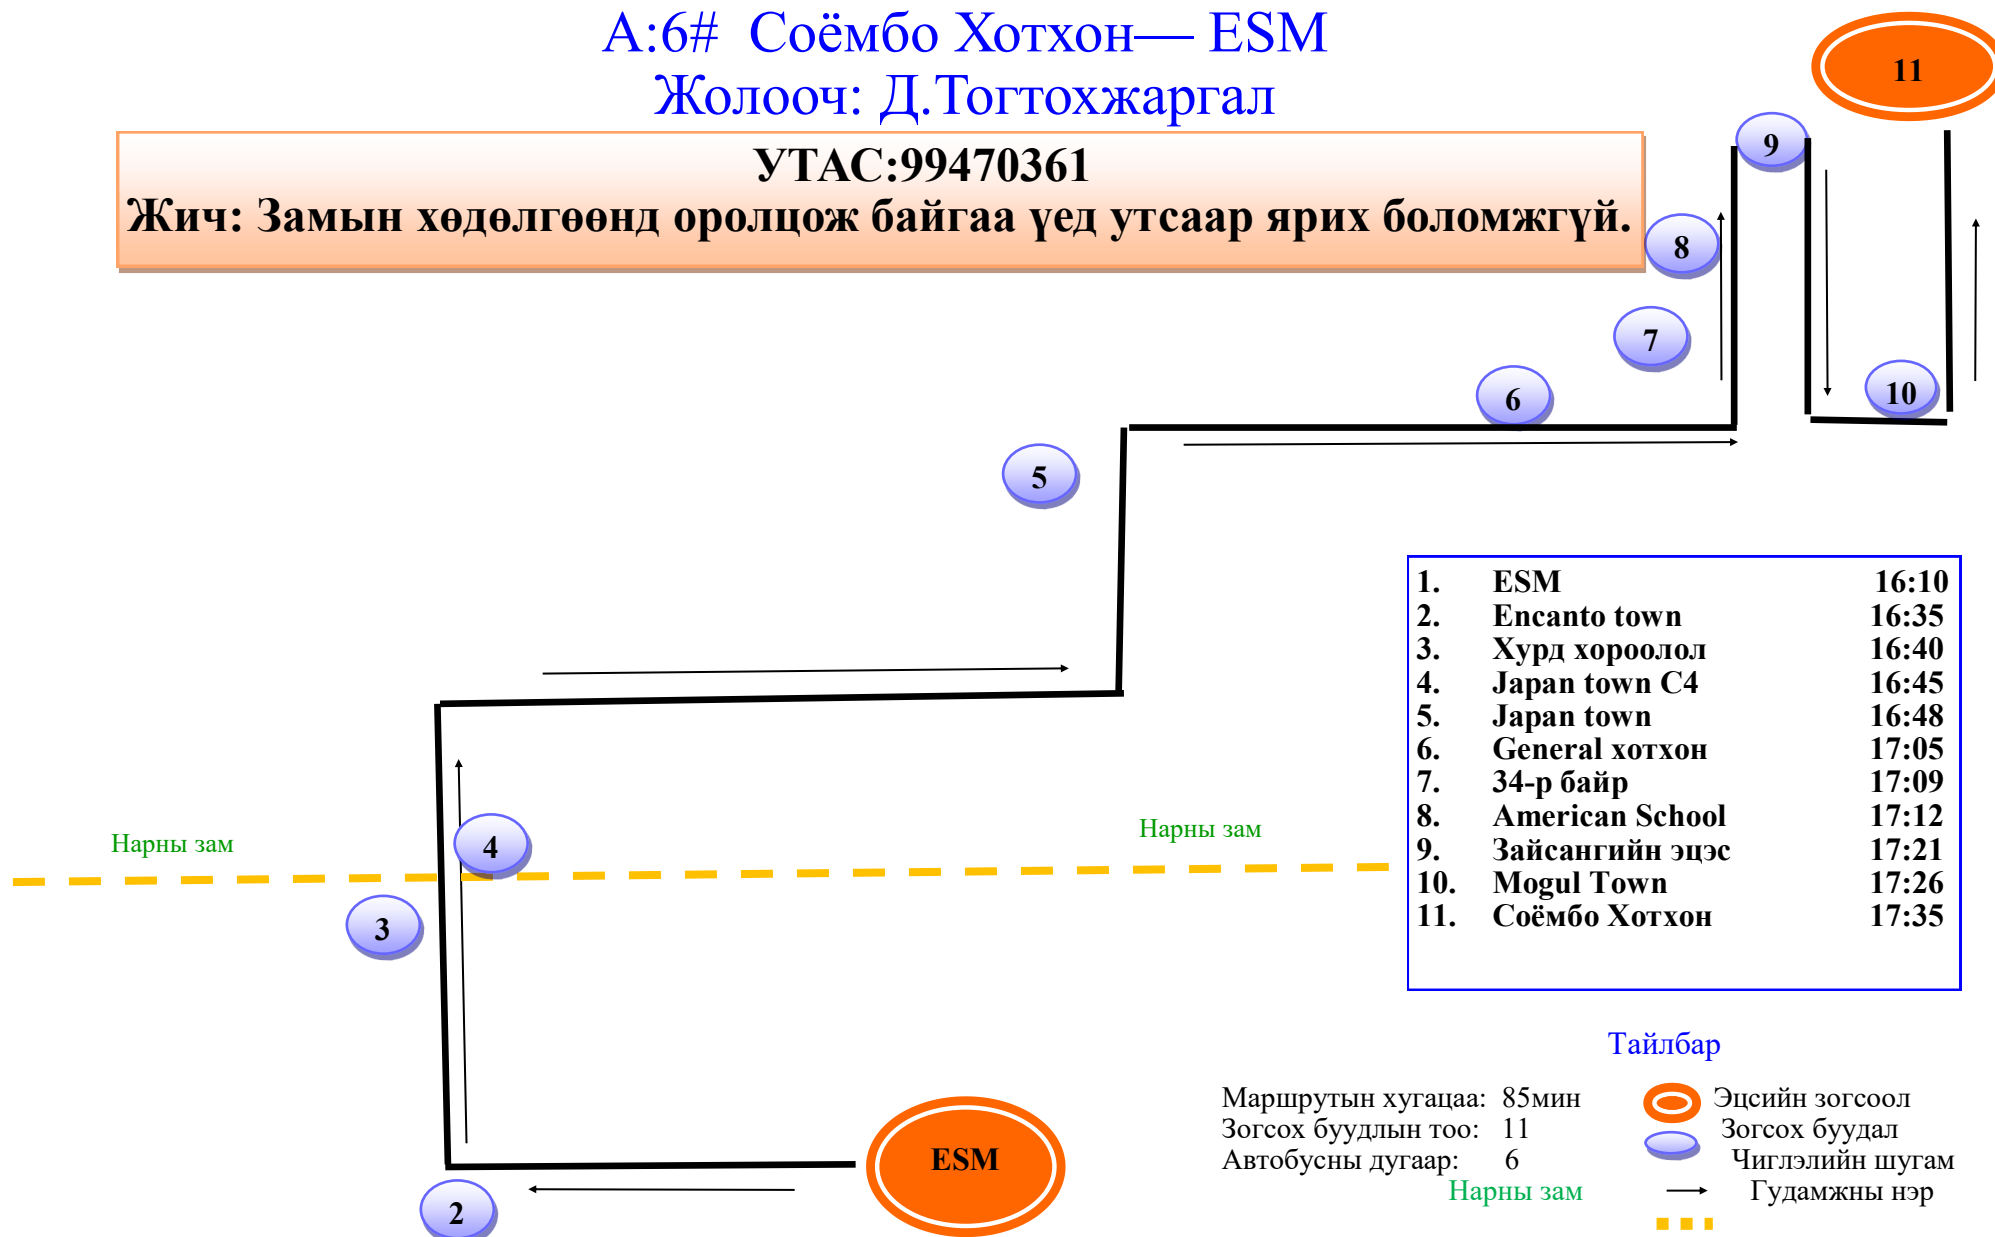 А:6# Соёмбо Хотхон— ESM
Жолооч: Д.Тогтохжаргал
УТАС:99470361
Жич: Замын хөдөлгөөнд оролцож байгаа үед утсаар ярих боломжгүй.
11
9
8
7
6
10
5
1. ESM 16:10
2. Encanto town 16:35
3. Хурд хороолол 16:40
4. Japan town C4 16:45
5. Japan town 16:48
6. General хотхон 17:05
7. 34-р байр 17:09
8. American School 17:12
9. Зайсангийн эцэс 17:21
10. Mogul Town 17:26
11. Соёмбо Хотхон 17:35
Нарны зам
Нарны зам
4
3
ESM
2
Тайлбар
Маршрутын хугацаа: 85мин
Зогсох буудлын тоо: 11
Автобусны дугаар: 6
Нарны зам
Эцсийн зогсоол
Зогсох буудал
Чиглэлийн шугам
Гудамжны нэр